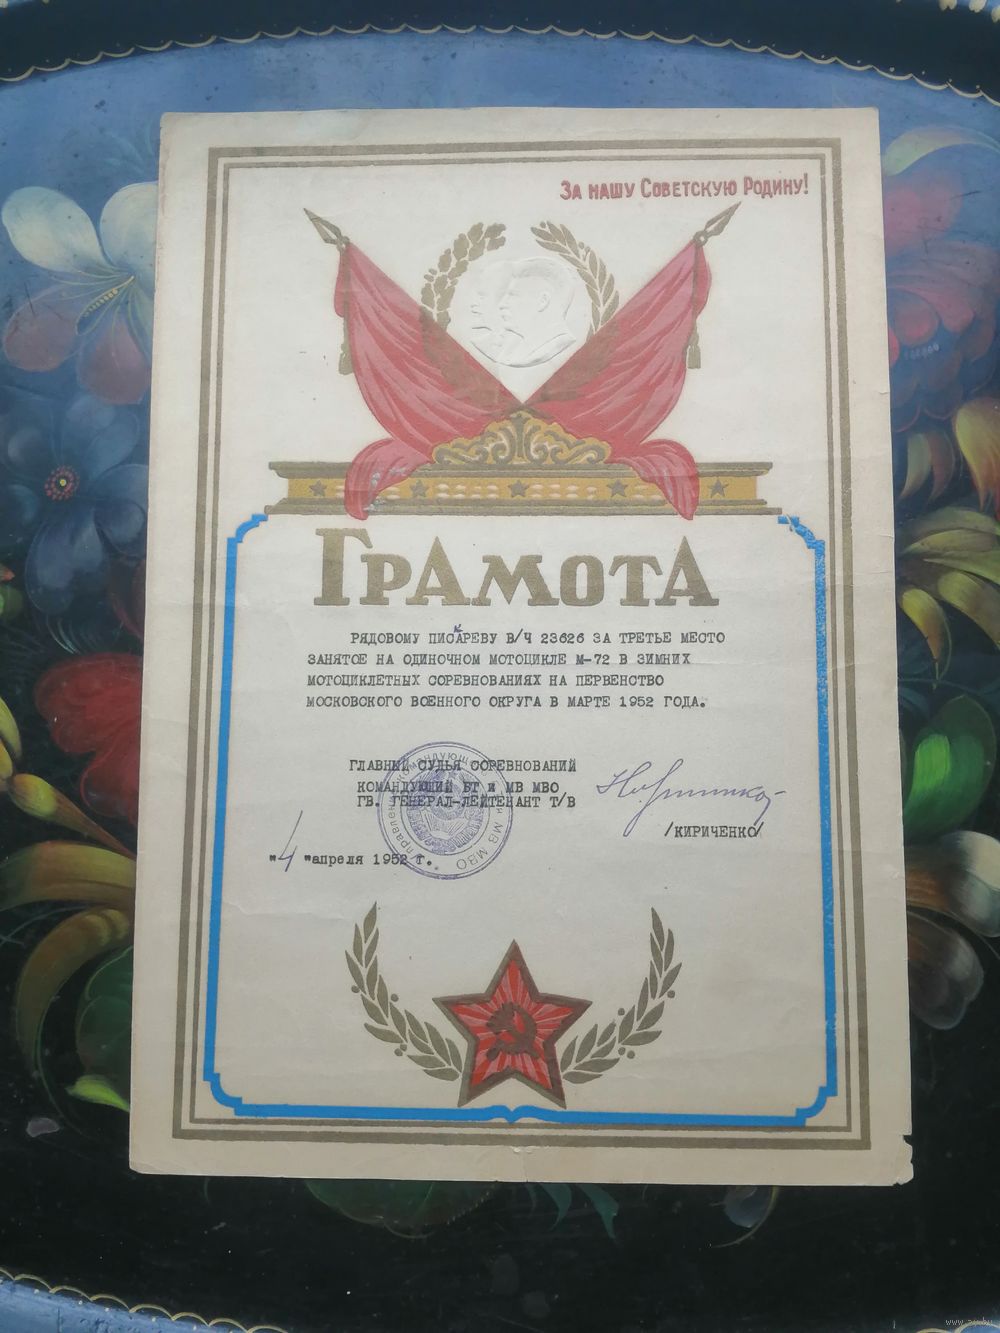 За нашу Советскую Родину!
Грамота
РЯДОВОМУ ПИСАРЕВУ В/Ч 23626 ЗА ТРЕТЬЕ МЕСТО
ЗАНЯТОЕ НА ОДИНОЧНОМ МОТОЦИКЛЕ М-72 В ЗИМНИХ
МОТОЦИКЛЕТНЫХ СОРЕВНОВАНИЯХ НА ПЕРВЕНСТВО
МОСКОВСКОГО ВОЕННОГО ОКРУГА В МАРТЕ 1952 ГОДА.
ГЛАВНЫЙ СУДЬЯ СОРЕВНОВАНИЙ
КОМАНДУЮЩИЙ БТ и МВ МВО
ГВ. ГЕНЕРАЛ-ЛЕЙТЕНАНТ Т/В
/КИРИЧЕНКО/
"4 "апреля 1952 г.
МВ МВО